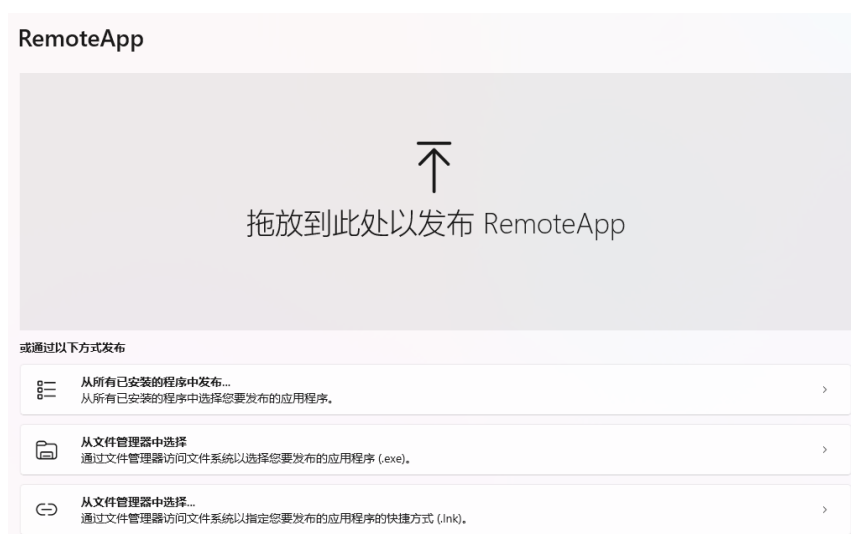 RemoteApp
拖放到此处以发布 RemoteApp
或通过以下方式发布
从所有已安装的程序中发布...
从所有已安装的程序中选择您要发布的应用程序。
从文件管理器中选择
通过文件管理器访问文件系统以选择您要发布的应用程序 (.exe)。
从文件管理器中选择...
通过文件管理器访问文件系统以指定您要发布的应用程序的快捷方式 (.lnk)。